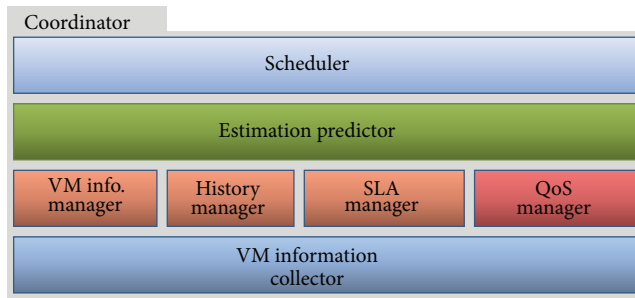 Coordinator
Scheduler
Estimation predictor
VM info.
manager
History
manager
SLA
manager
QoS
manager
VM information
collector